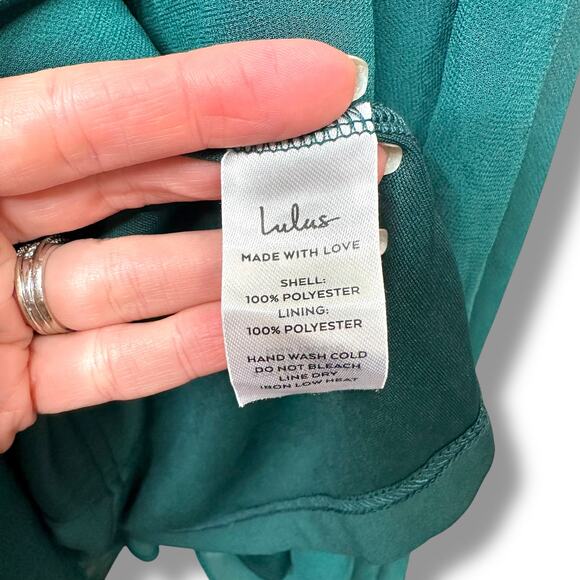 Lulus
MADE WITH LOVE
SHELL:
100% POLYESTER
LINING:
100% POLYESTER
HAND WASH COLD
DO NOT BLEACH
LINE DRY
IRON LOW HEAT